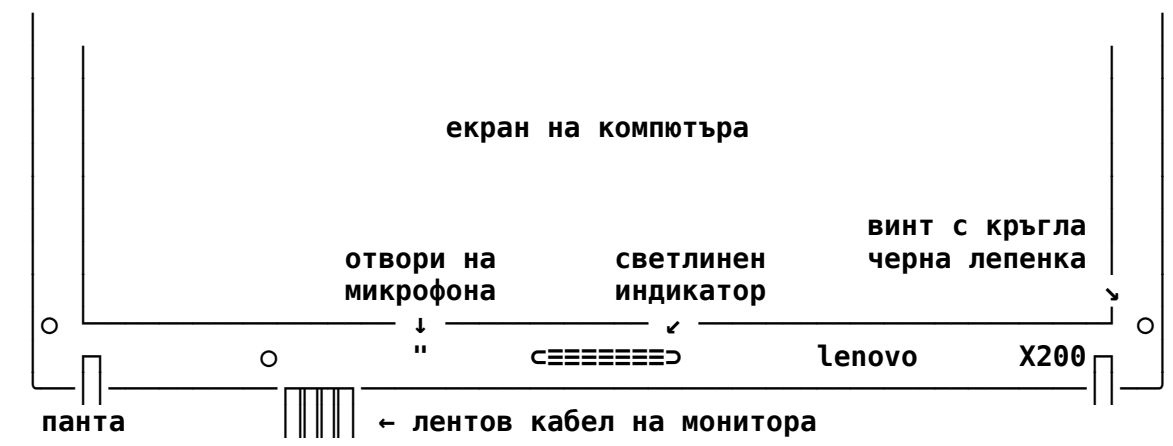 екран на компютъра
винт с кръгла
черна лепенка
отвори на
микрофона
светлинен
индикатор
lenovo
X200
панта
← лентов кабел на монитора